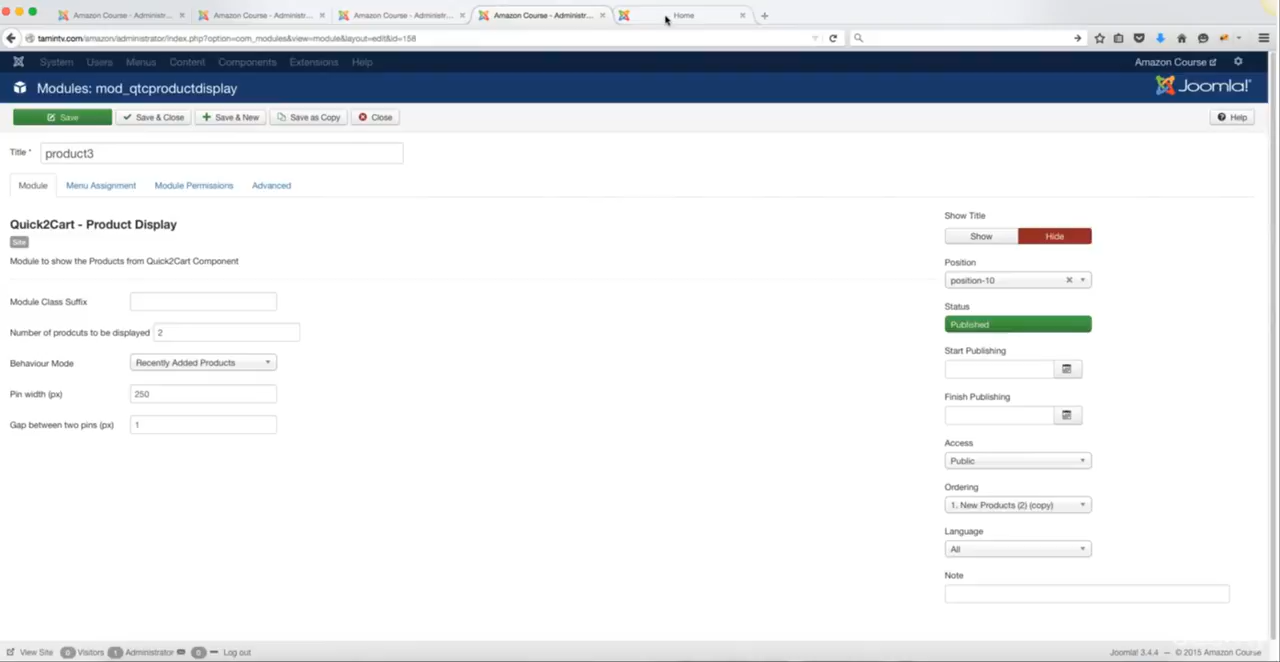 Amazon Course - Administr... × Amazon Course - Administr... × Amazon Course - Administr... × Amazon Course - Administr... × Home × +
tamintv.com/amazon/administrator/index.php?option=com_modules&view=module&layout=edit&id=158
System Users Menus Content Components Extensions Help Amazon Course
Modules: mod_qtcproductdisplay Joomla!
Save Save & Close Save & New Save as Copy Close Help
Title * product3
Module Menu Assignment Module Permissions Advanced
Quick2Cart - Product Display
Site
Module to show the Products from Quick2Cart Component
Module Class Suffix
Number of prodcuts to be displayed 2
Behaviour Mode Recently Added Products
Pin width (px) 250
Gap between two pins (px) 1
Show Title
Show Hide
Position
position-10
Status
Published
Start Publishing
Finish Publishing
Access
Public
Ordering
1. New Products (2) (copy)
Language
All
Note
View Site 0 Visitors 1 Administrator 0 Log out Joomla! 3.4.4 — © 2015 Amazon Course